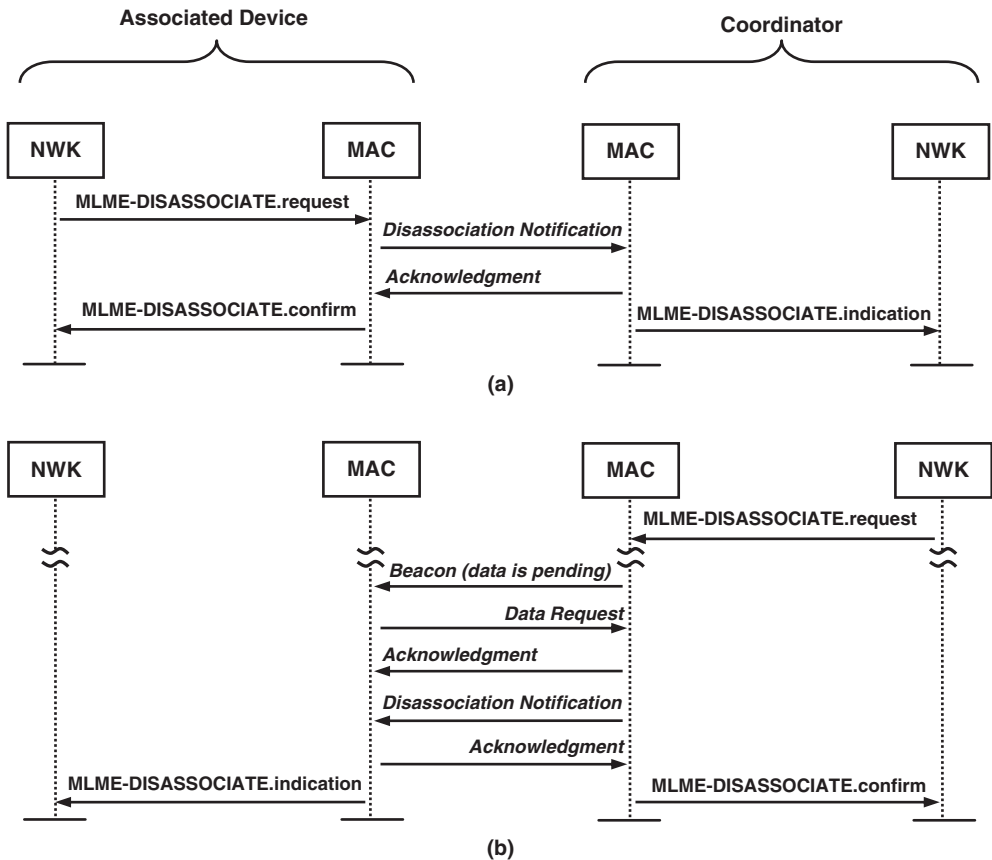 Associated Device
Coordinator
NWK
MAC
MAC
NWK
MLME-DISASSOCIATE.request
Disassociation Notification
Acknowledgment
MLME-DISASSOCIATE.confirm
MLME-DISASSOCIATE.indication
(a)
NWK
MAC
MAC
NWK
MLME-DISASSOCIATE.request
Beacon (data is pending)
Data Request
Acknowledgment
Disassociation Notification
Acknowledgment
MLME-DISASSOCIATE.indication
MLME-DISASSOCIATE.confirm
(b)